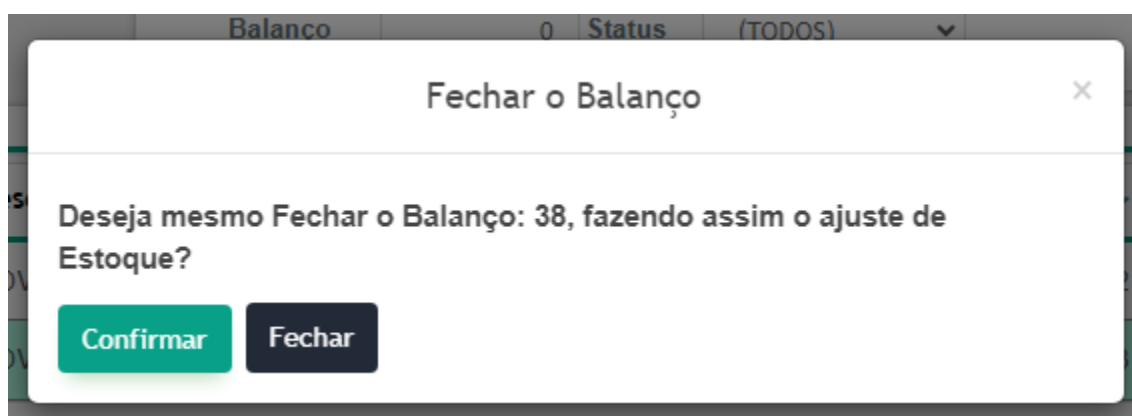 Balanço 0 Status (TODOS)
Fechar o Balanço ×
Deseja mesmo Fechar o Balanço: 38, fazendo assim o ajuste de
Estoque?
Confirmar Fechar